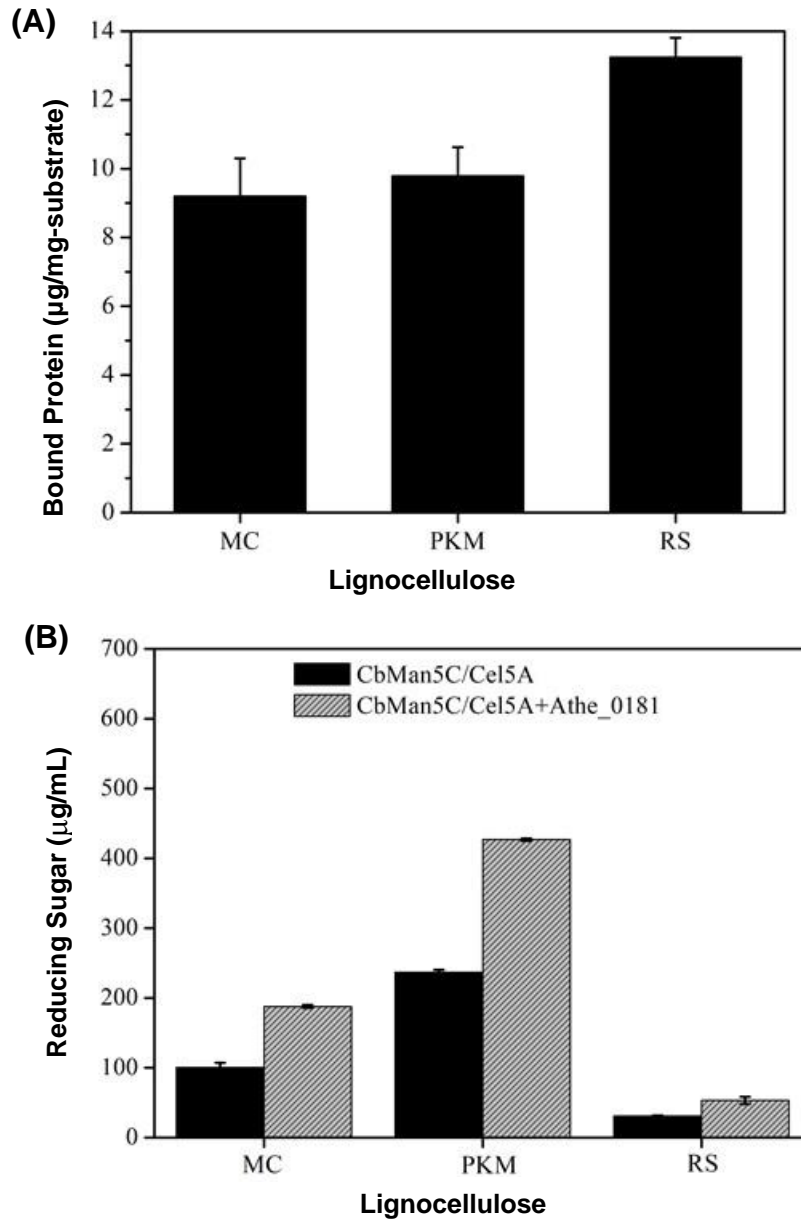 (A)
14
12
10
8
6
4
2
0
Bound Protein (µg/mg-substrate)
MC PKM RS
Lignocellulose
(B)
700
600
500
400
300
200
100
0
Reducing Sugar (µg/mL)
CbMan5C/Cel5A
CbMan5C/Cel5A+Athe_0181
MC PKM RS
Lignocellulose